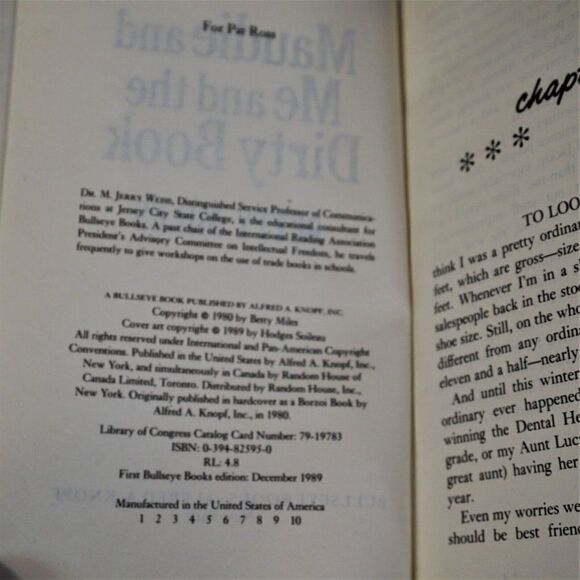 For Pat Ross
Maudie and
Me and the
Dirty Book
DR. M. JERRY WEISS, Distinguished Service Professor of Communica-
tions at Jersey City State College, is the educational consultant for
Bullseye Books. A past chair of the International Reading Association
President's Advisory Committee on Intellectual Freedom, he travels
frequently to give workshops on the use of trade books in schools.
A BULLSEYE BOOK PUBLISHED BY ALFRED A. KNOPF, INC.
Copyright © 1980 by Betty Miles
Cover art copyright © 1989 by Hodges Soileau
All rights reserved under International and Pan-American Copyright
Conventions. Published in the United States by Alfred A. Knopf, Inc.,
New York, and simultaneously in Canada by Random House of
Canada Limited, Toronto. Distributed by Random House, Inc.,
New York. Originally published in hardcover as a Borzoi Book by
Alfred A. Knopf, Inc., in 1980.
Library of Congress Catalog Card Number: 79-19783
ISBN: 0-394-82595-0
RL: 4.8
First Bullseye Books edition: December 1989
BULLSEYE BOOKS • ALFRED A. KNOPF
Manufactured in the United States of America
1 2 3 4 5 6 7 8 9 10
chapt
* * *
TO LOO
think I was a pretty ordinar
feet, which are gross—size
feet. Whenever I'm in a sh
salespeople back in the stoc
shoe size. Still, on the who
different from any ordina
eleven and a half—nearly
And until this winter
ordinary ever happened
winning the Dental He
grade, or my Aunt Lucy
great aunt) having her
year.
Even my worries we
should be best frien